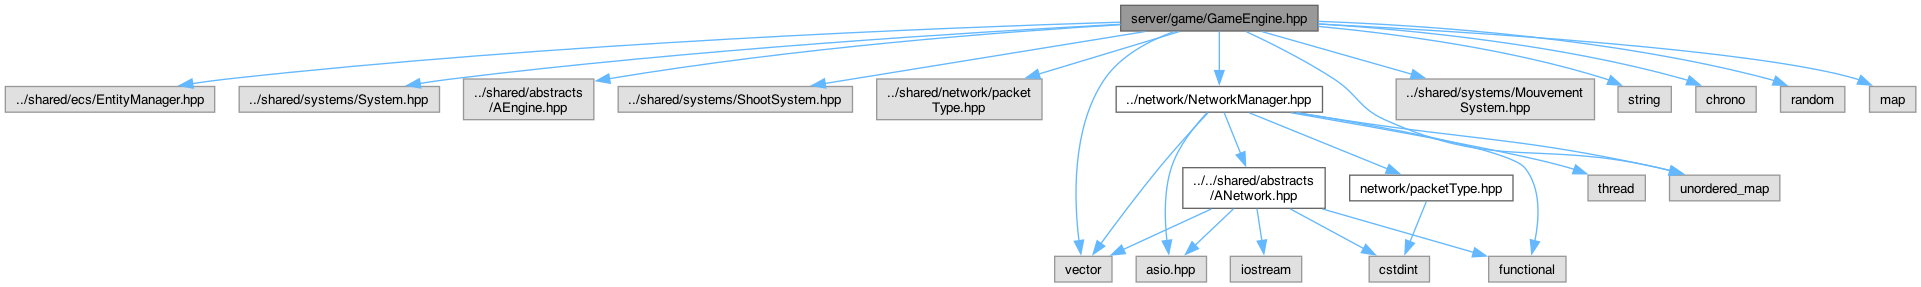 server/game/GameEngine.hpp
../shared/ecs/EntityManager.hpp
../shared/systems/System.hpp
../shared/abstracts
/AEngine.hpp
../shared/systems/ShootSystem.hpp
../shared/network/packet
Type.hpp
../network/NetworkManager.hpp
../shared/systems/Mouvement
System.hpp
string
chrono
random
map
../../shared/abstracts
/ANetwork.hpp
network/packetType.hpp
thread
unordered_map
vector
asio.hpp
iostream
cstdint
functional